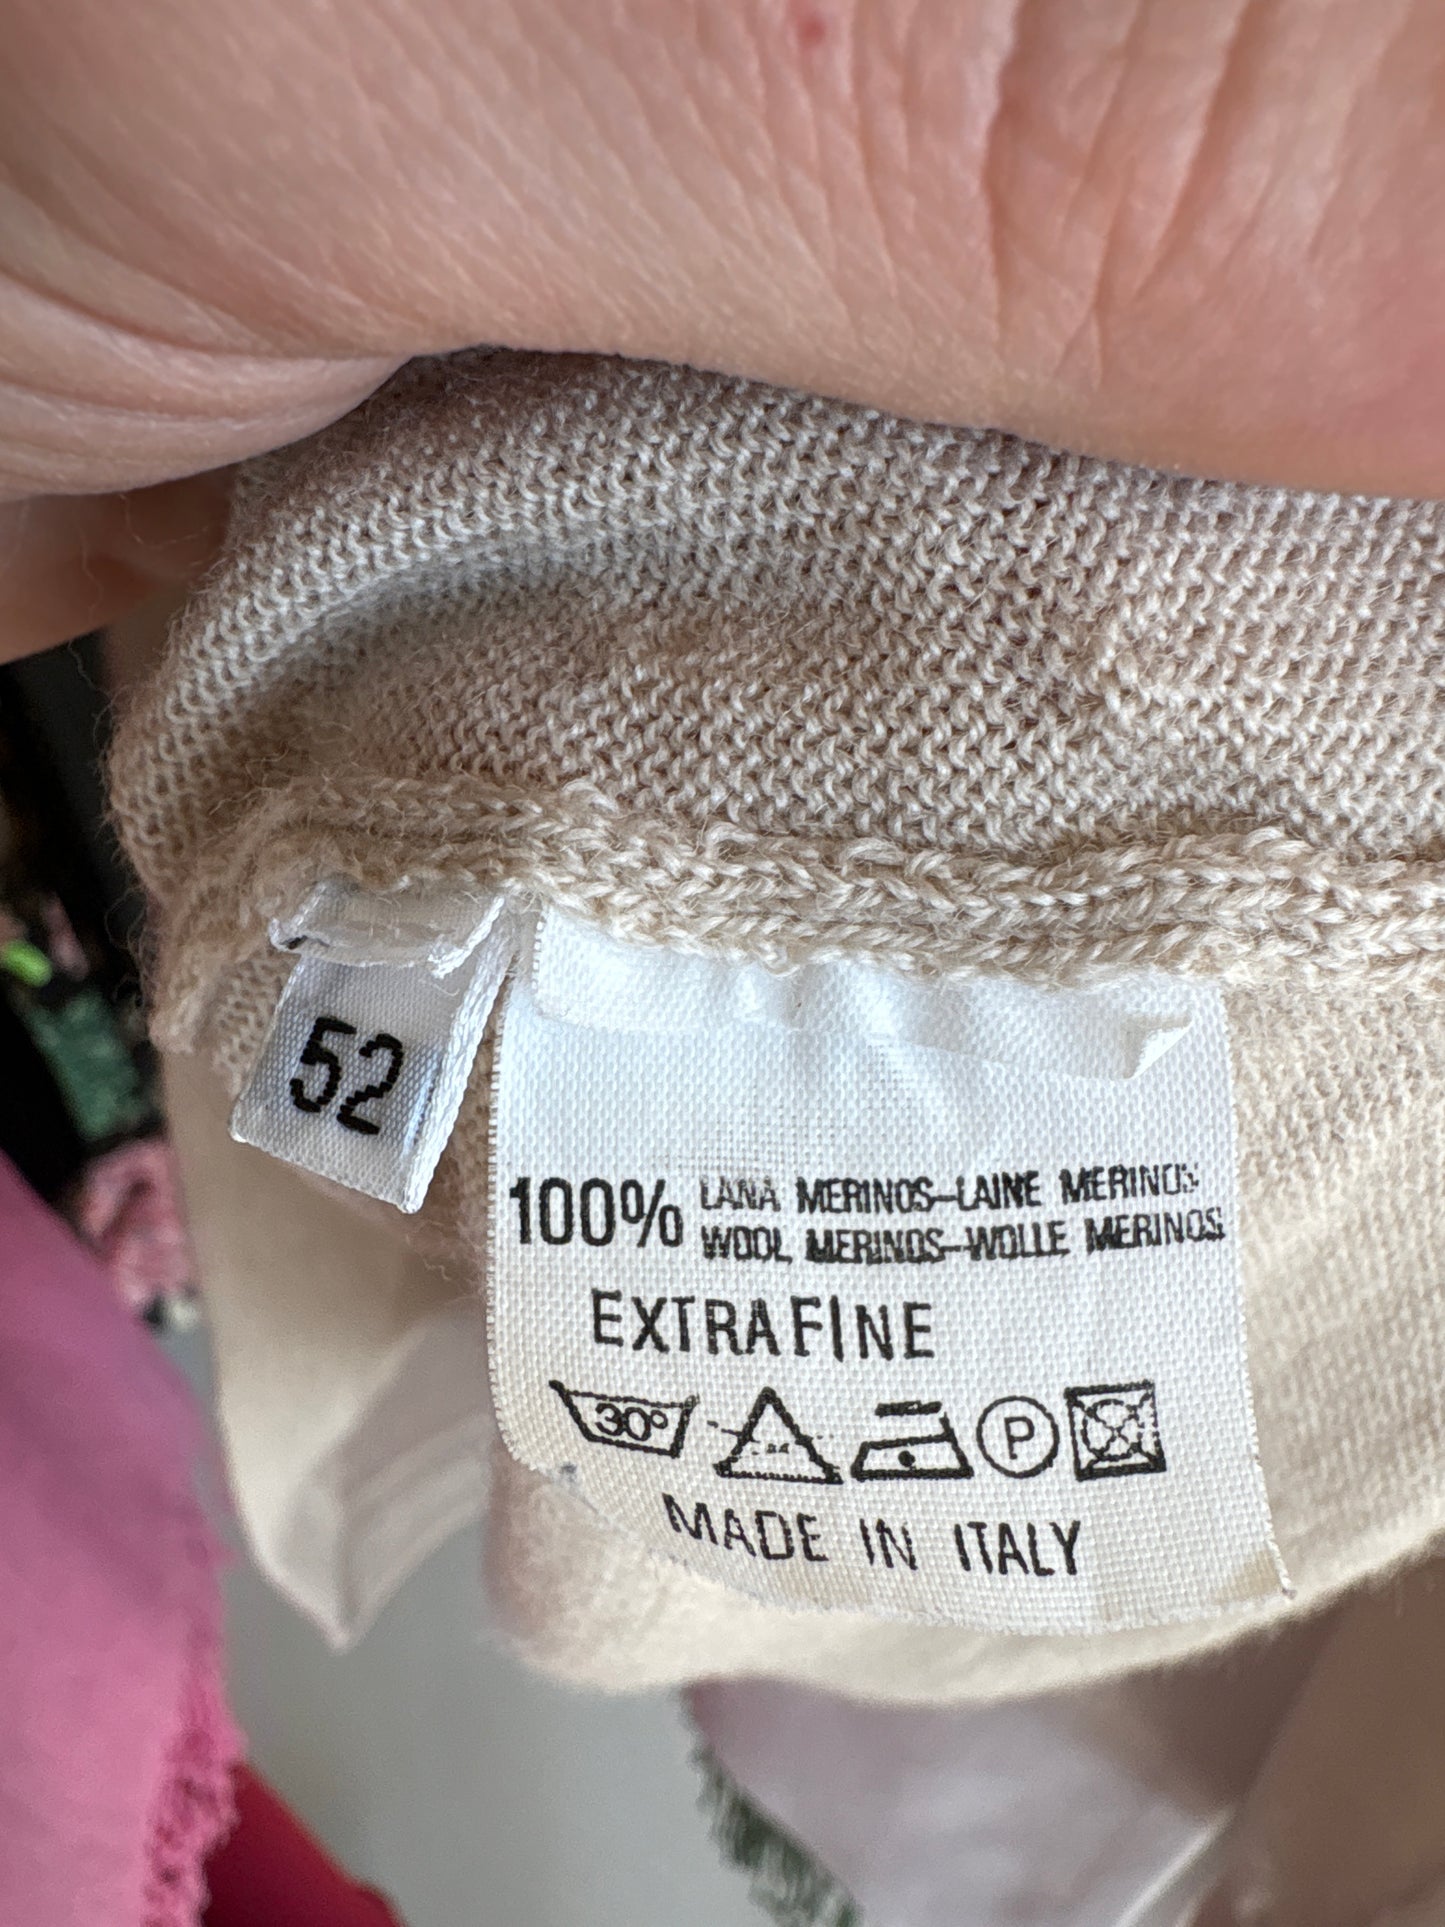 52
100% LANA MERINOS-LAINE MERINOS
WOOL MERINOS-WOLLE MERINOS
EXTRAFINE
30° P
MADE IN ITALY